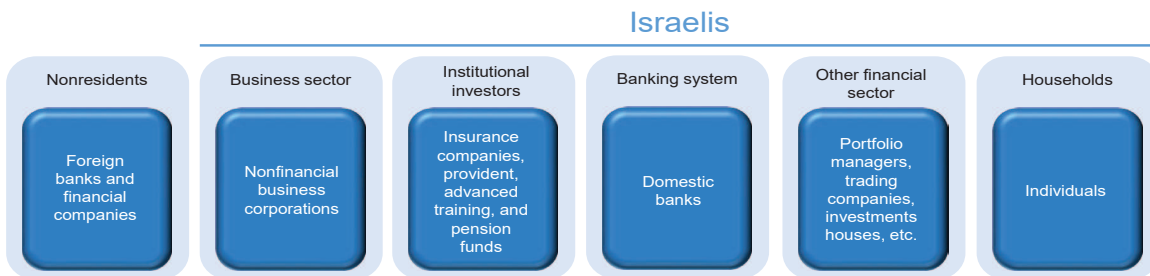 Israelis
Nonresidents
Foreign
banks and
financial
companies
Business sector
Nonfinancial
business
corporations
Institutional
investors
Insurance
companies,
provident,
advanced
training, and
pension
funds
Banking system
Domestic
banks
Other financial
sector
Portfolio
managers,
trading
companies,
investments
houses, etc.
Households
Individuals